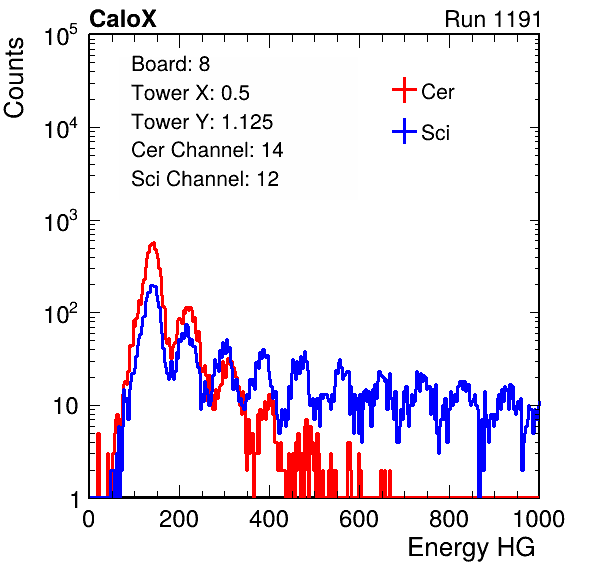 CaloX Run 1191
Counts
10^5
10^4
10^3
10^2
10
1
Board: 8
Tower X: 0.5
Tower Y: 1.125
Cer Channel: 14
Sci Channel: 12
Cer
Sci
0 200 400 600 800 1000
Energy HG